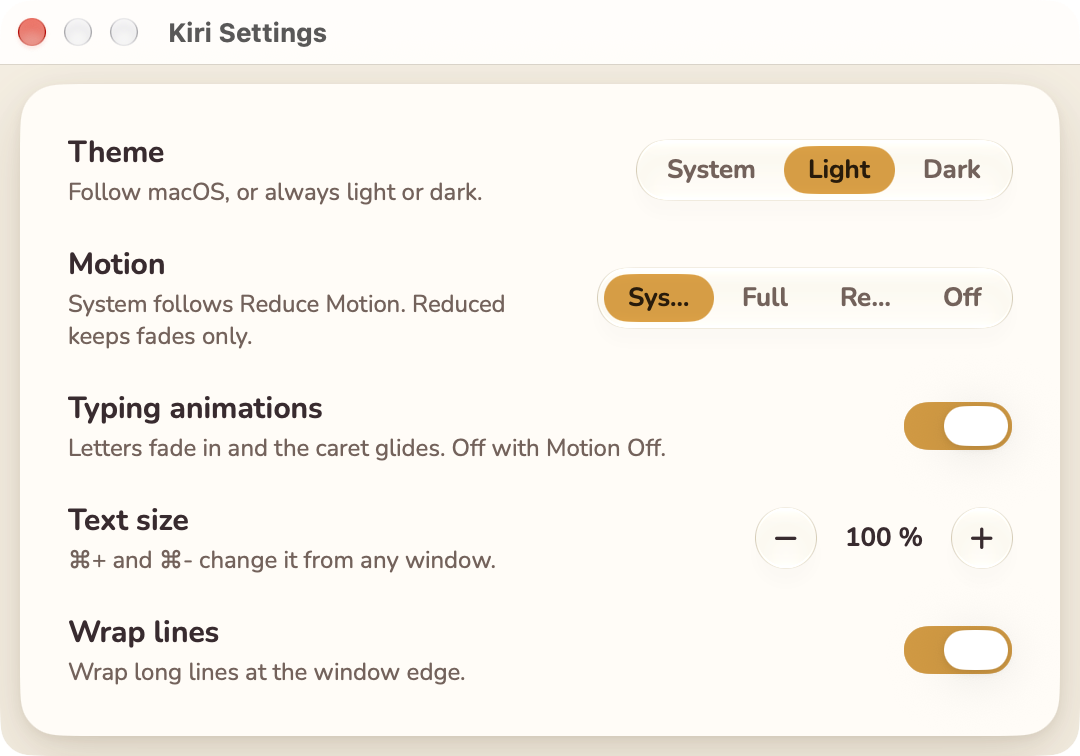 Kiri Settings
Theme
Follow macOS, or always light or dark.
System Light Dark
Motion
System follows Reduce Motion. Reduced
keeps fades only.
Sys... Full Re... Off
Typing animations
Letters fade in and the caret glides. Off with Motion Off.
Text size
⌘+ and ⌘- change it from any window.
− 100 % +
Wrap lines
Wrap long lines at the window edge.